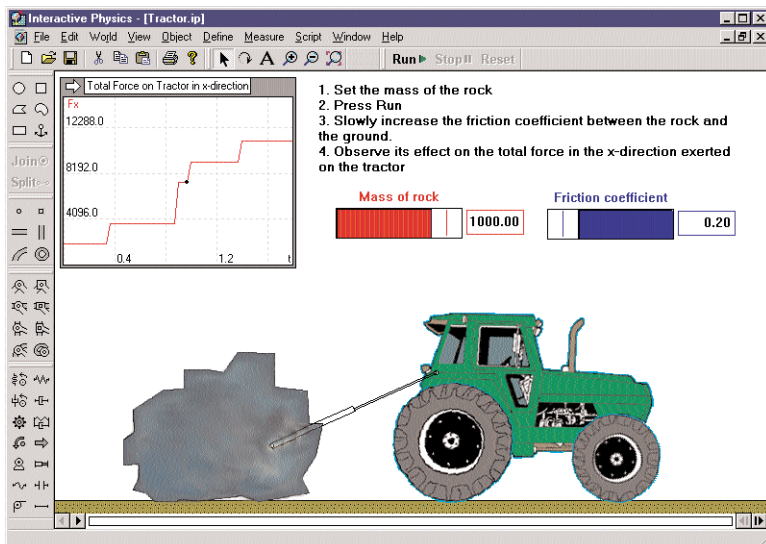 Interactive Physics - [Tractor.ip]
File Edit World View Object Define Measure Script Window Help
A Run Stop Reset
Join
Split
Total Force on Tractor in x-direction
Fx
12288.0
8192.0
4096.0
0.4 1.2 t
1. Set the mass of the rock
2. Press Run
3. Slowly increase the friction coefficient between the rock and
the ground.
4. Observe its effect on the total force in the x-direction exerted
on the tractor
Mass of rock
1000.00
Friction coefficient
0.20